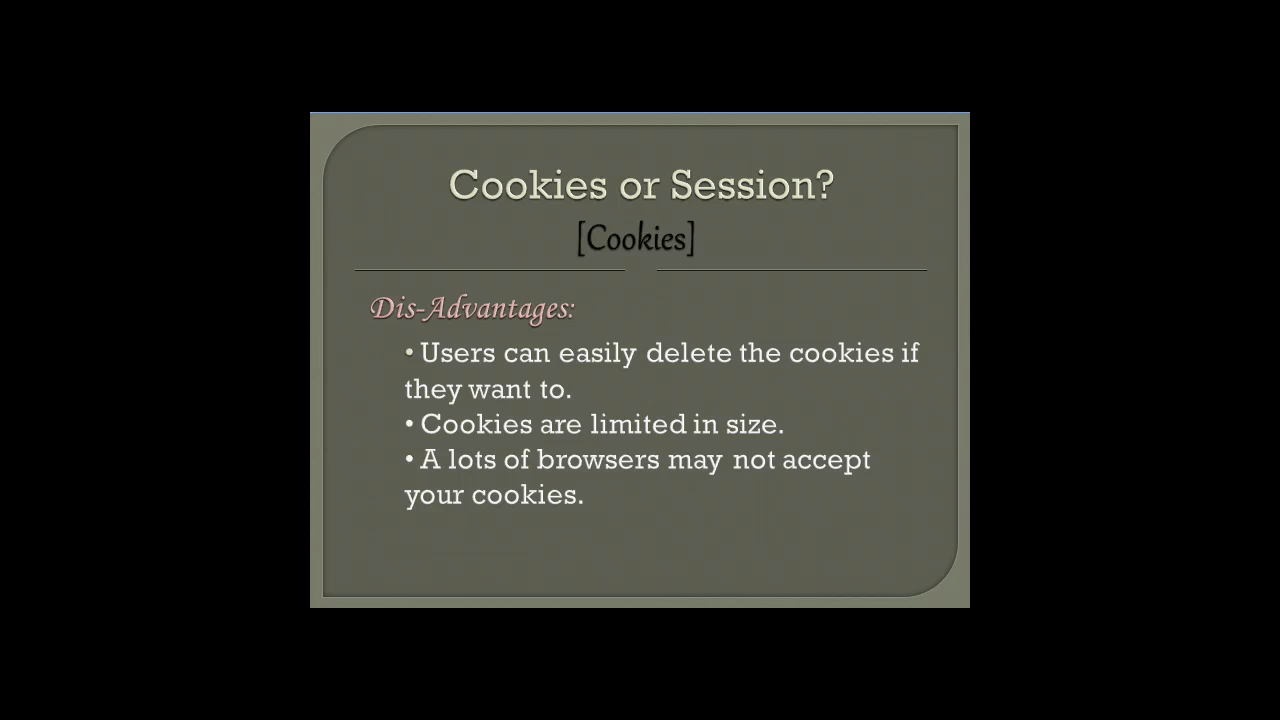 Cookies or Session?
[Cookies]
Dis-Advantages:
• Users can easily delete the cookies if
they want to.
• Cookies are limited in size.
• A lots of browsers may not accept
your cookies.